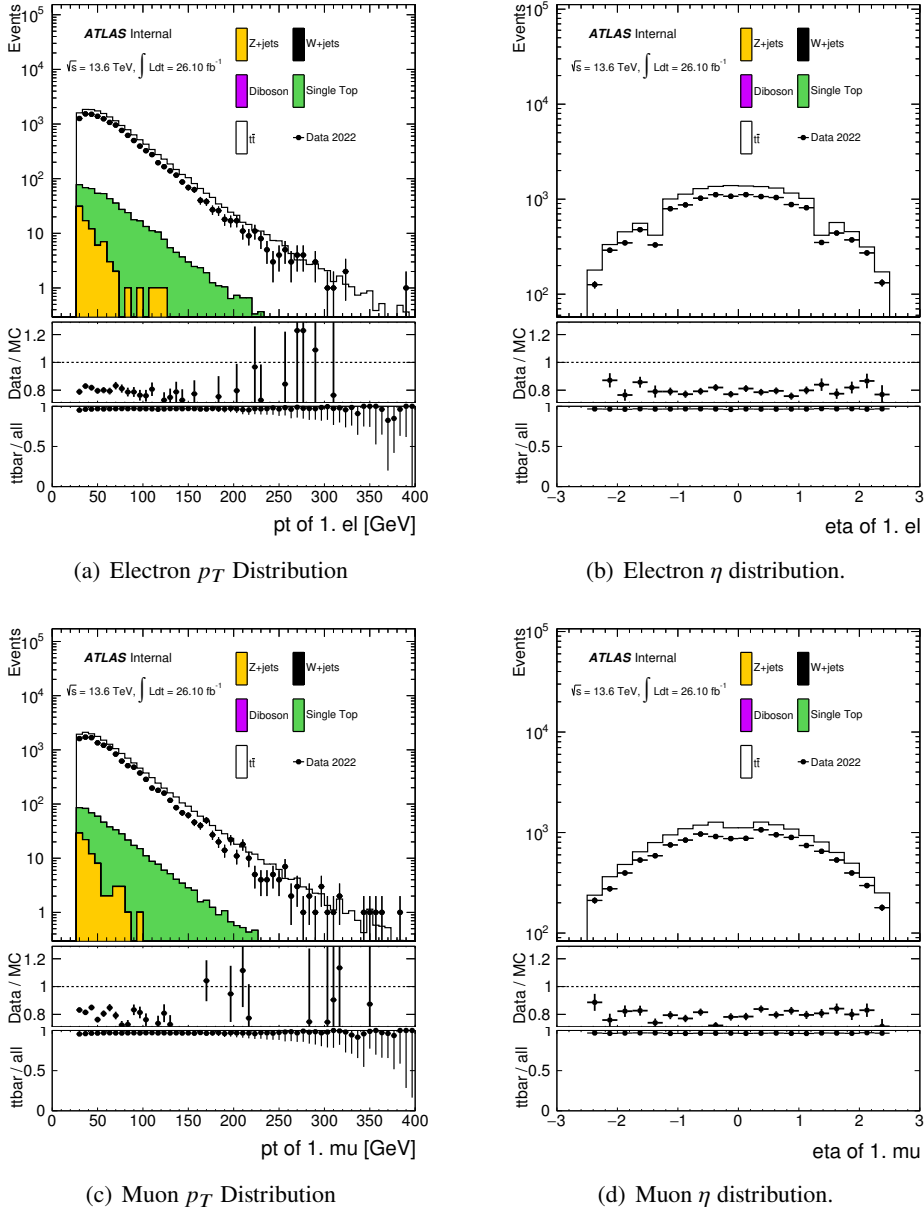 Events
10⁵
10⁴
10³
10²
10
1
ATLAS Internal
√s = 13.6 TeV, ∫ Ldt = 26.10 fb⁻¹
Z+jets
W+jets
Diboson
Single Top
tt̄
Data 2022
Data / MC
1.2
1
0.8
ttbar / all
1
0.5
0
0 50 100 150 200 250 300 350 400
pt of 1. el [GeV]
(a) Electron p_T Distribution
Events
10⁵
10⁴
10³
10²
ATLAS Internal
√s = 13.6 TeV, ∫ Ldt = 26.10 fb⁻¹
Z+jets
W+jets
Diboson
Single Top
tt̄
Data 2022
Data / MC
1.2
1
0.8
ttbar / all
1
0.5
0
−3 −2 −1 0 1 2 3
eta of 1. el
(b) Electron η distribution.
Events
10⁵
10⁴
10³
10²
10
1
ATLAS Internal
√s = 13.6 TeV, ∫ Ldt = 26.10 fb⁻¹
Z+jets
W+jets
Diboson
Single Top
tt̄
Data 2022
Data / MC
1.2
1
0.8
ttbar / all
1
0.5
0
0 50 100 150 200 250 300 350 400
pt of 1. mu [GeV]
(c) Muon p_T Distribution
Events
10⁵
10⁴
10³
10²
ATLAS Internal
√s = 13.6 TeV, ∫ Ldt = 26.10 fb⁻¹
Z+jets
W+jets
Diboson
Single Top
tt̄
Data 2022
Data / MC
1.2
1
0.8
ttbar / all
1
0.5
0
−3 −2 −1 0 1 2 3
eta of 1. mu
(d) Muon η distribution.